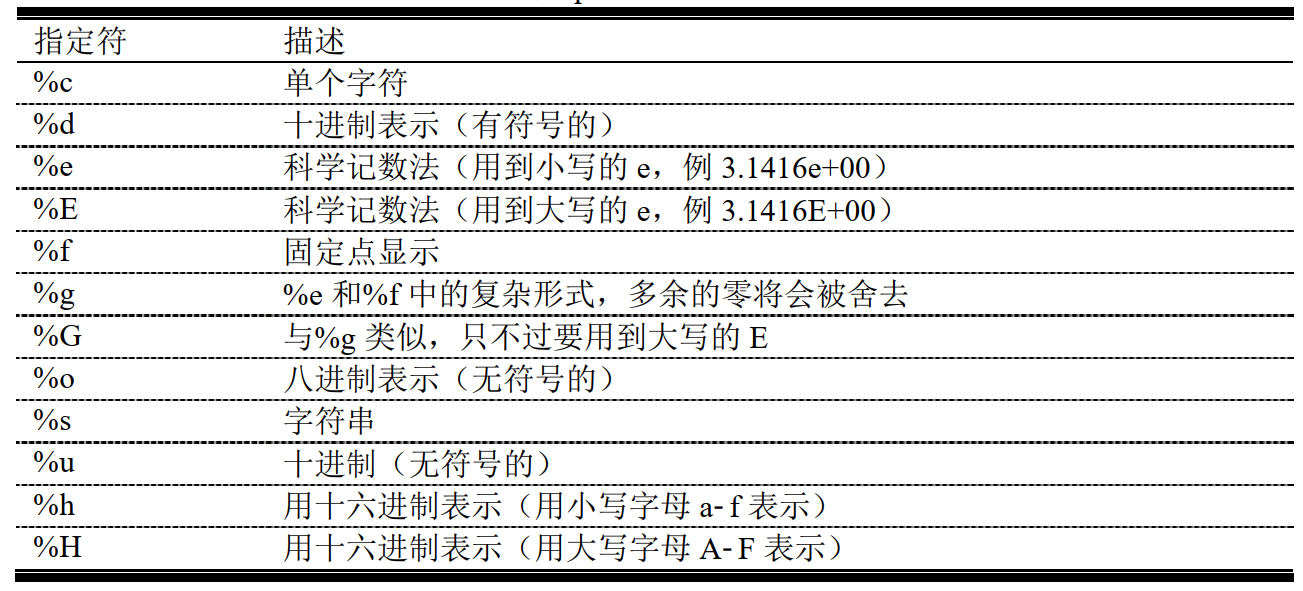 指定符 描述
%c 单个字符
%d 十进制表示（有符号的）
%e 科学记数法（用到小写的 e，例 3.1416e+00）
%E 科学记数法（用到大写的 e，例 3.1416E+00）
%f 固定点显示
%g %e 和%f 中的复杂形式，多余的零将会被舍去
%G 与%g 类似，只不过要用到大写的 E
%o 八进制表示（无符号的）
%s 字符串
%u 十进制（无符号的）
%h 用十六进制表示（用小写字母 a- f 表示）
%H 用十六进制表示（用大写字母 A- F 表示）